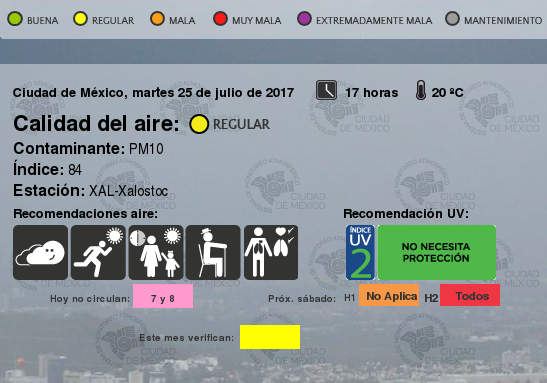 BUENA REGULAR MALA MUY MALA EXTREMADAMENTE MALA MANTENIMIENTO
Ciudad de México, martes 25 de julio de 2017 17 horas 20 ºC
Calidad del aire: REGULAR
Contaminante: PM10
Índice: 84
Estación: XAL-Xalostoc
Recomendaciones aire: Recomendación UV:
ÍNDICE
UV
2
NO NECESITA
PROTECCIÓN
Hoy no circulan: 7 y 8 Próx. sábado: H1 No Aplica H2 Todos
Este mes verifican: